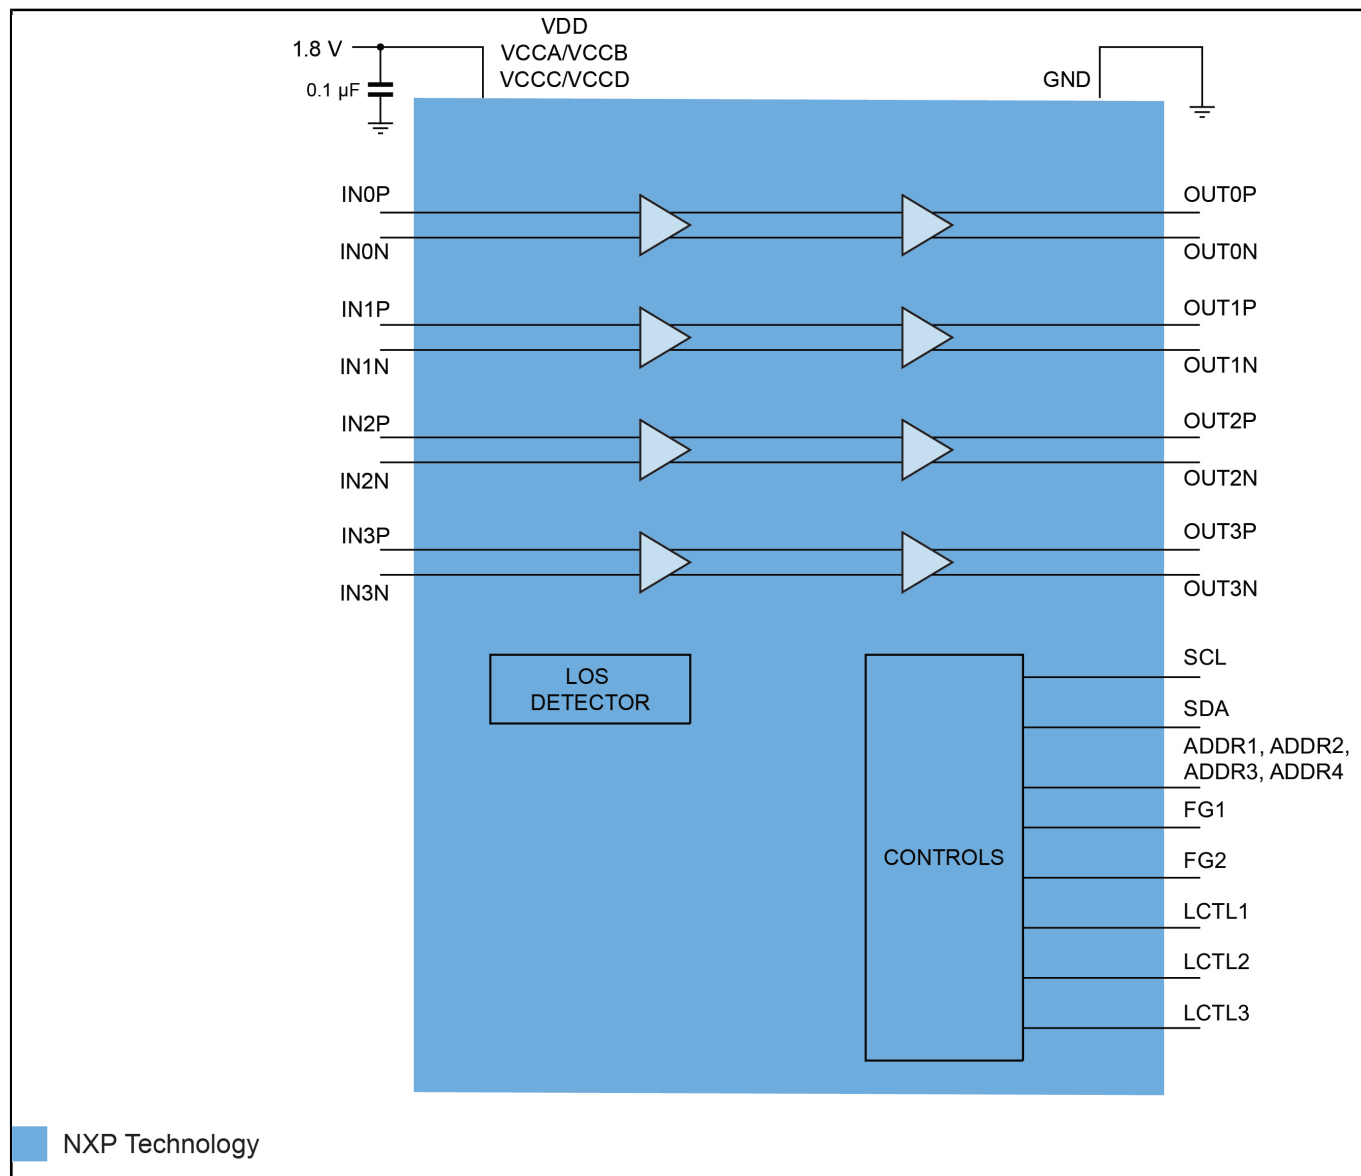 VDD
1.8 V
VCCA/VCCB
VCCC/VCCD
GND
0.1 µF
IN0P
OUT0P
IN0N
OUT0N
IN1P
OUT1P
IN1N
OUT1N
IN2P
OUT2P
IN2N
OUT2N
IN3P
OUT3P
IN3N
OUT3N
LOS
DETECTOR
SCL
SDA
ADDR1, ADDR2,
ADDR3, ADDR4
FG1
CONTROLS
FG2
LCTL1
LCTL2
LCTL3
NXP Technology